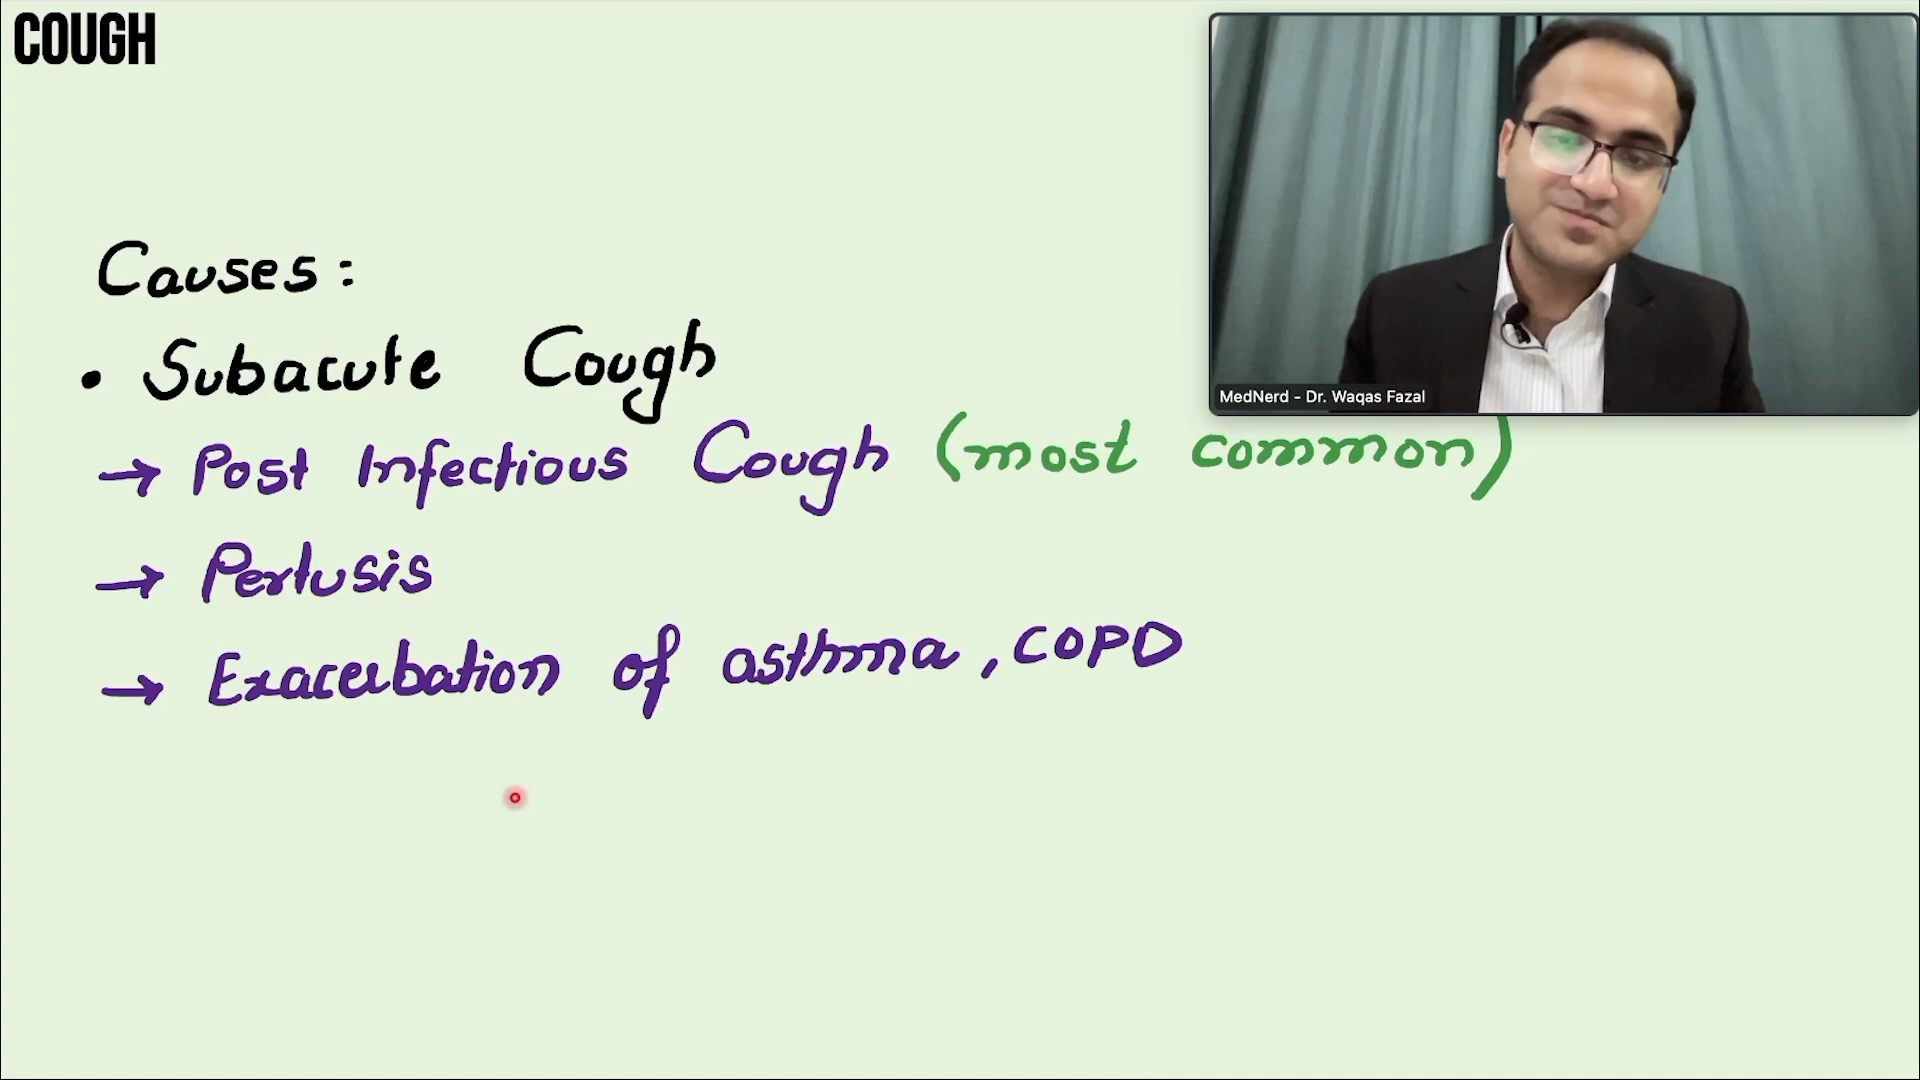 COUGH
MedNerd - Dr. Waqas Fazal
Causes:
• Subacute Cough
→ Post Infectious Cough (most common)
→ Pertusis
→ Exacerbation of asthma, COPD